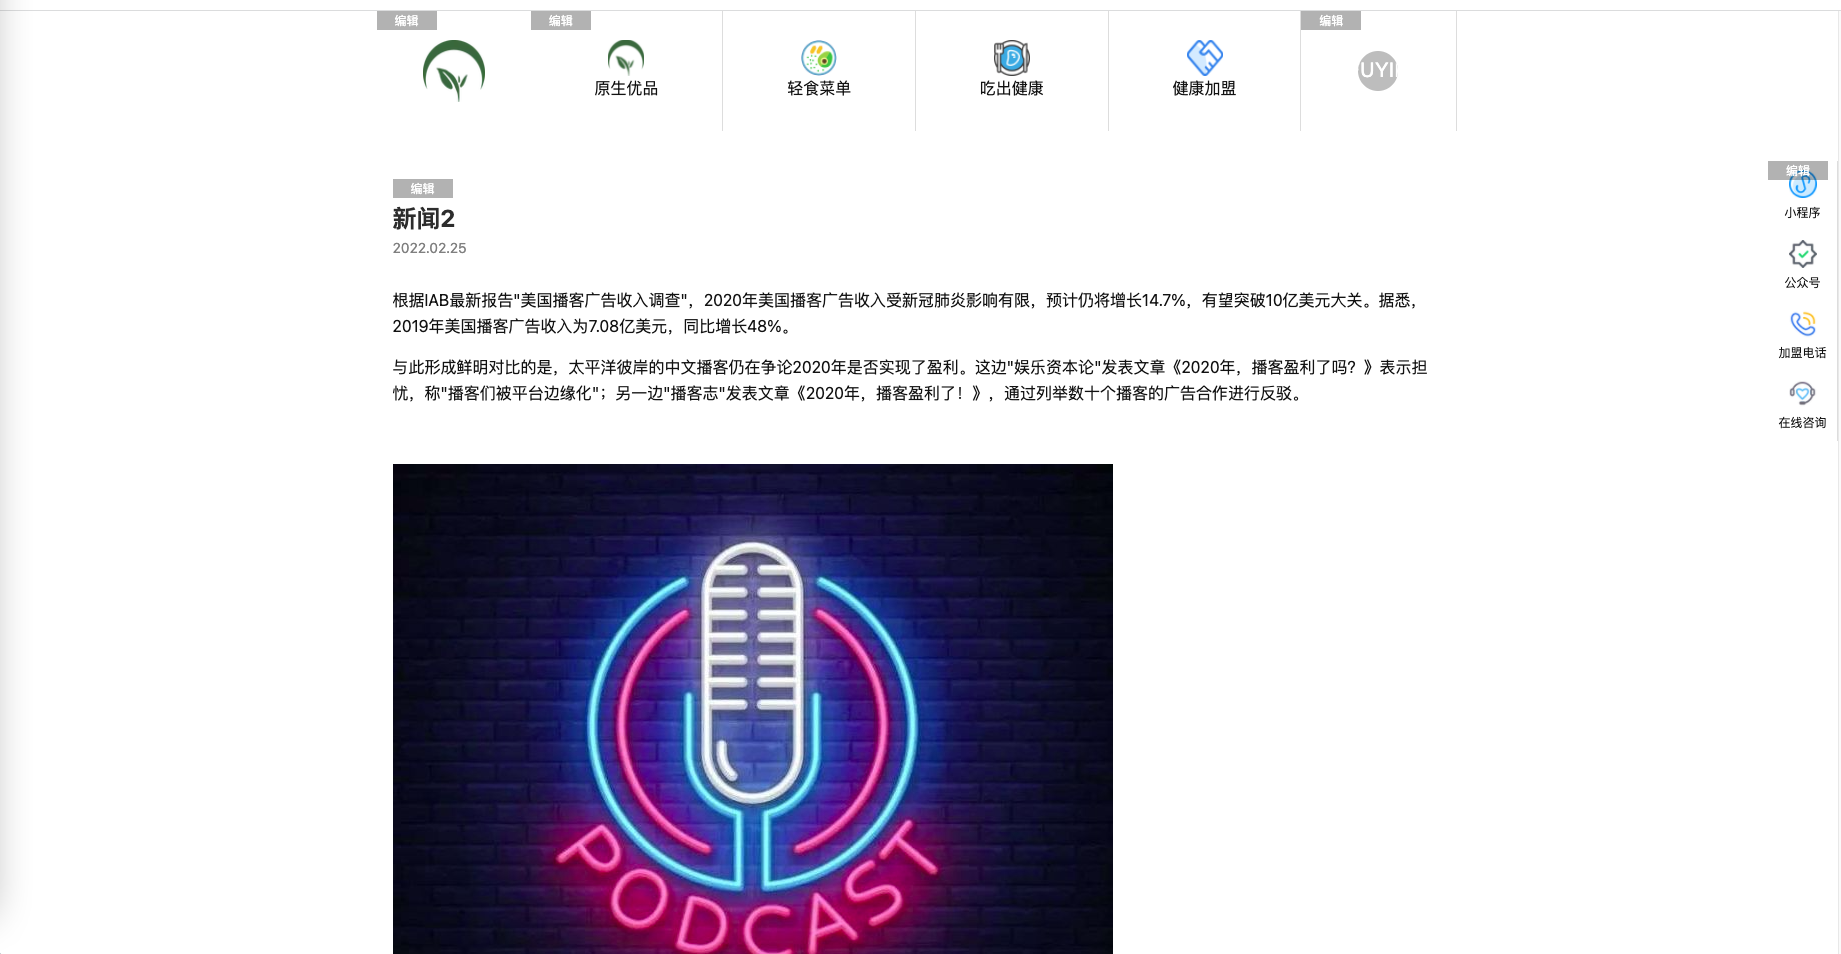 编辑
编辑
编辑
原生优品
轻食菜单
吃出健康
健康加盟
UYI
编辑
小程序
公众号
加盟电话
在线咨询
编辑
新闻2
2022.02.25
根据IAB最新报告"美国播客广告收入调查"，2020年美国播客广告收入受新冠肺炎影响有限，预计仍将增长14.7%，有望突破10亿美元大关。据悉，
2019年美国播客广告收入为7.08亿美元，同比增长48%。
与此形成鲜明对比的是，太平洋彼岸的中文播客仍在争论2020年是否实现了盈利。这边"娱乐资本论"发表文章《2020年，播客盈利了吗？》表示担
忧，称"播客们被平台边缘化"；另一边"播客志"发表文章《2020年，播客盈利了！》，通过列举数十个播客的广告合作进行反驳。
PODCAST